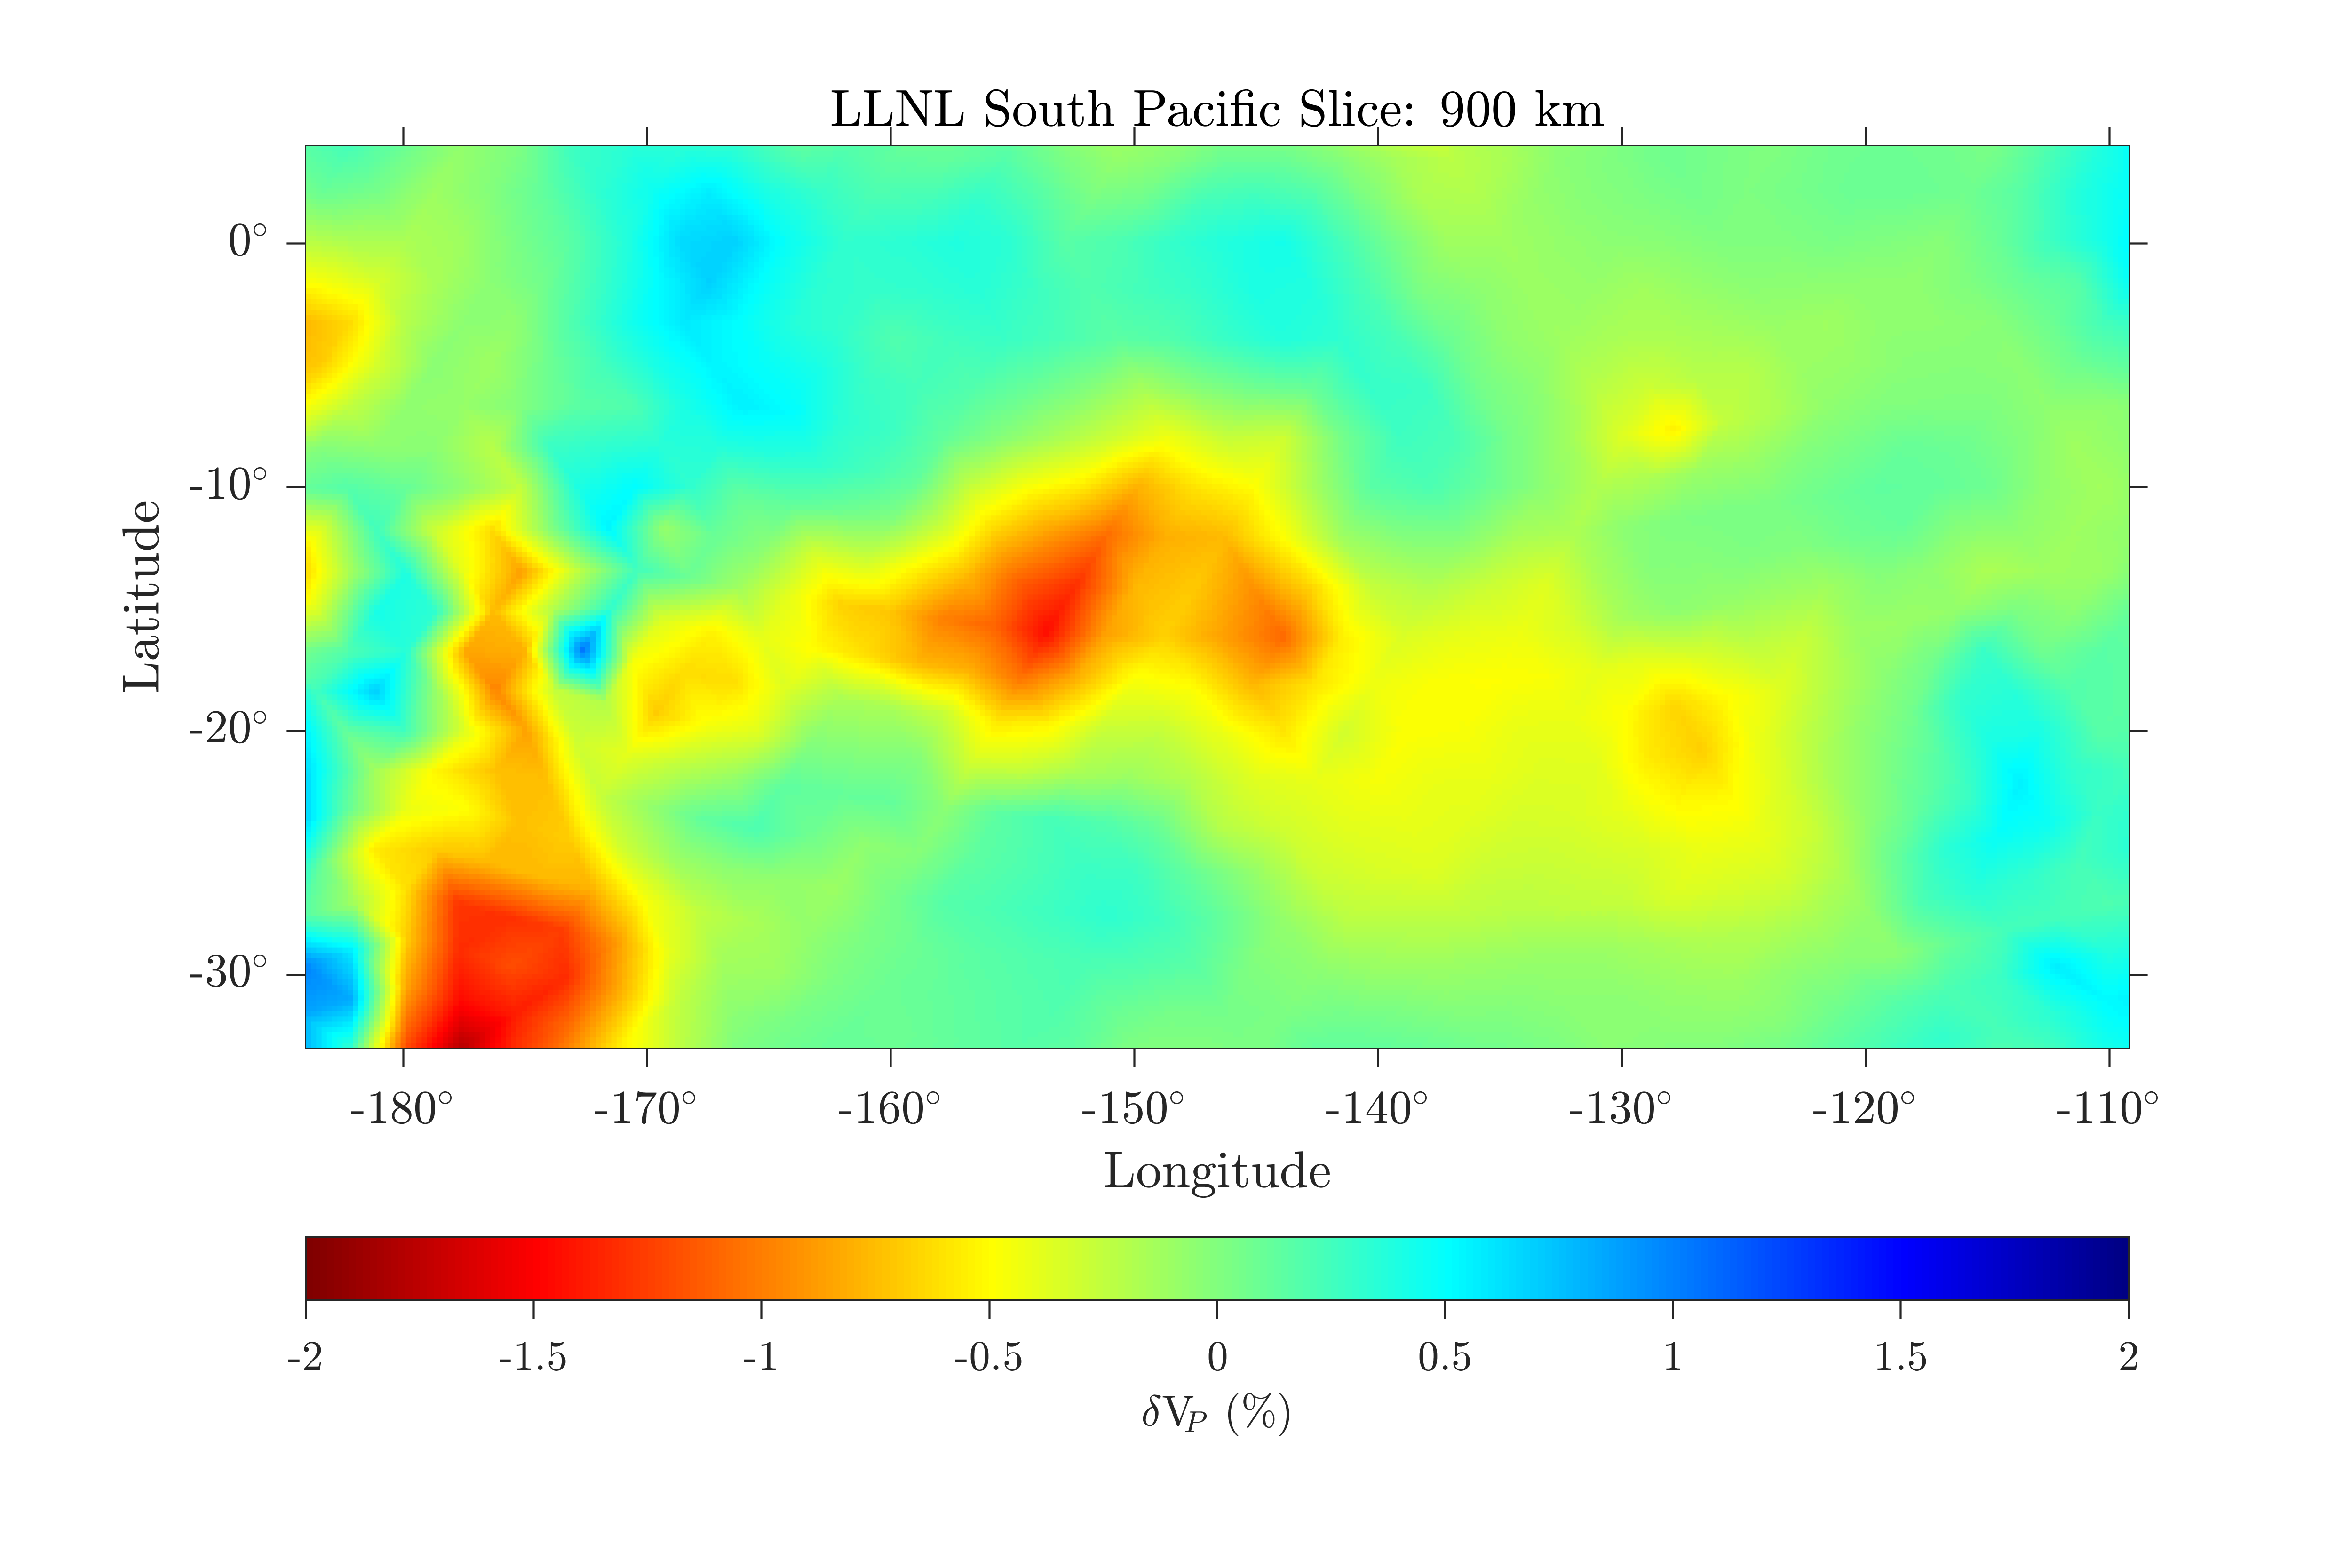 LLNL South Pacific Slice: 900 km
0°
-10°
-20°
-30°
Latitude
-180° -170° -160° -150° -140° -130° -120° -110°
Longitude
-2 -1.5 -1 -0.5 0 0.5 1 1.5 2
δV_P (%)